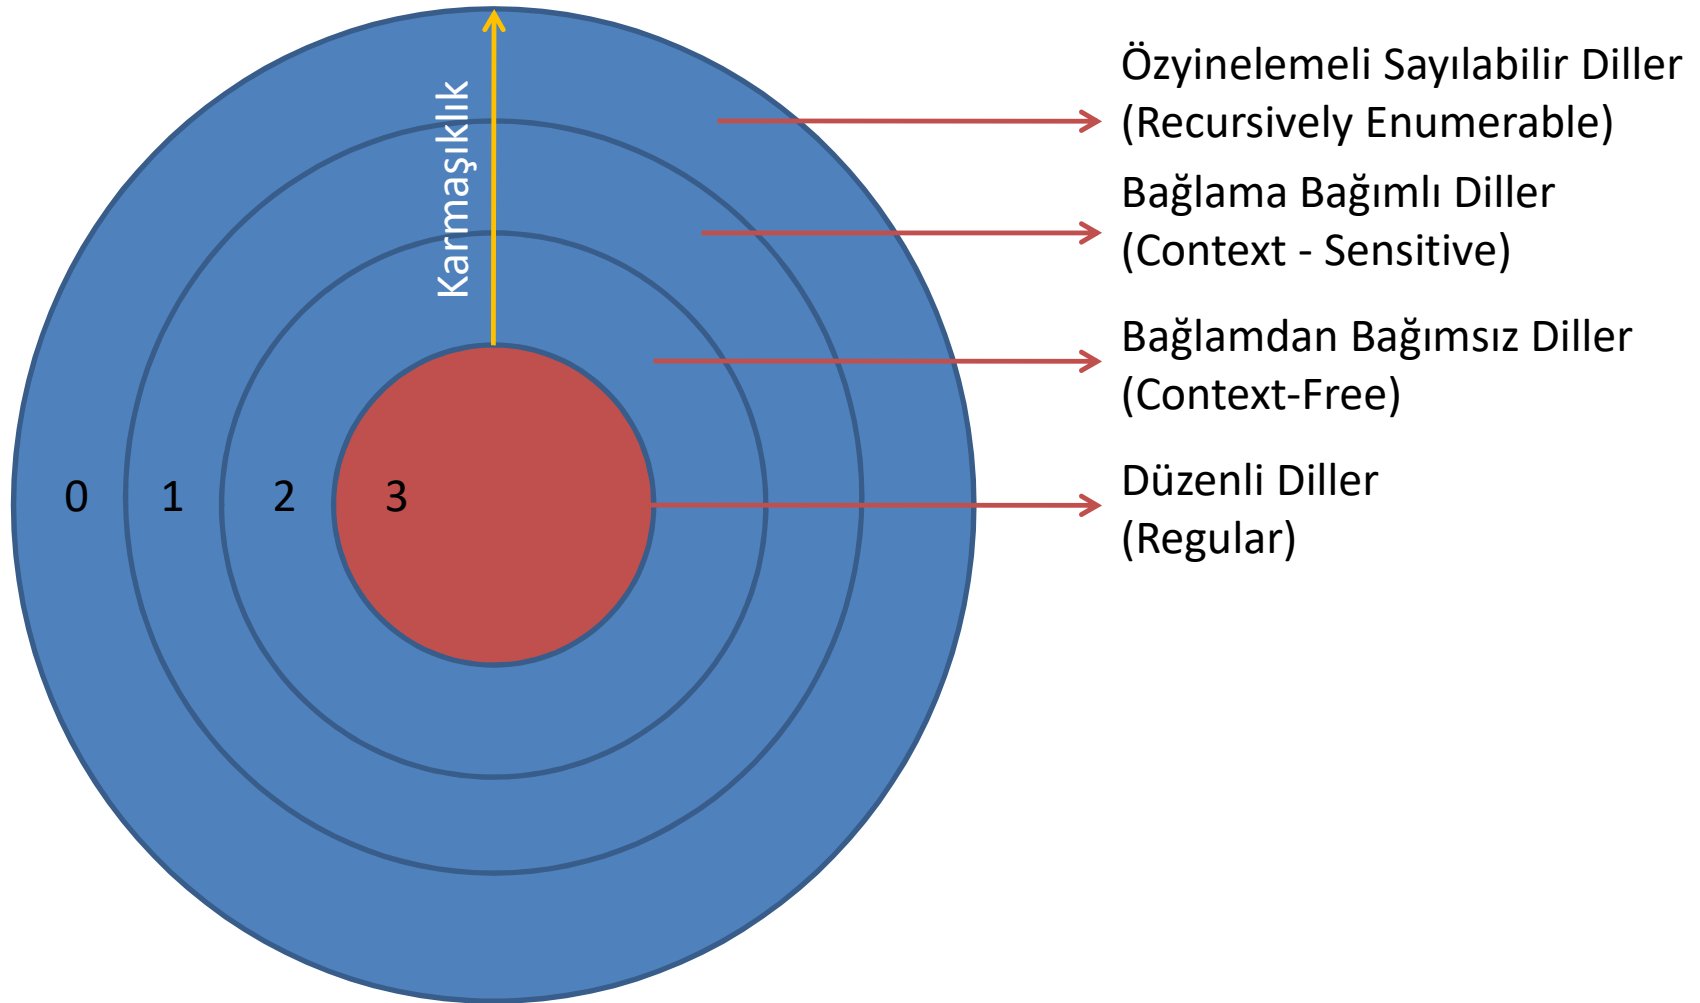 Karmaşıklık
Özyinelemeli Sayılabilir Diller
(Recursively Enumerable)
Bağlama Bağımlı Diller
(Context - Sensitive)
Bağlamdan Bağımsız Diller
(Context-Free)
0 1 2 3
Düzenli Diller
(Regular)